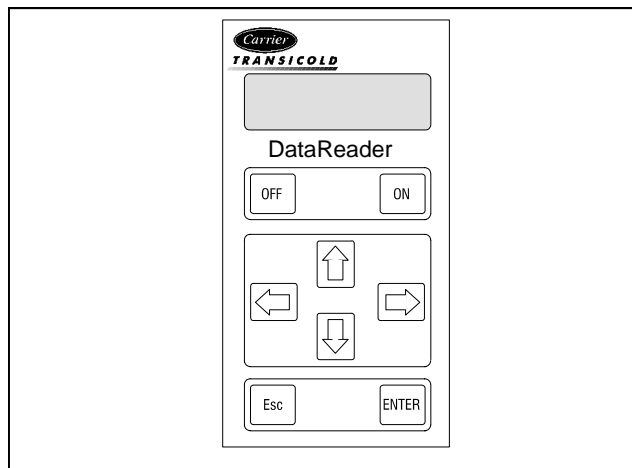 Carrier
TRANSICOLD
DataReader
OFF ON
Esc ENTER